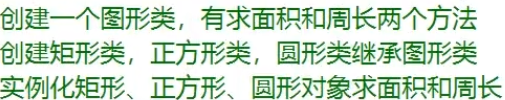 创建一个图形类，有求面积和周长两个方法
创建矩形类，正方形类，圆形类继承图形类
实例化矩形、正方形、圆形对象求面积和周长